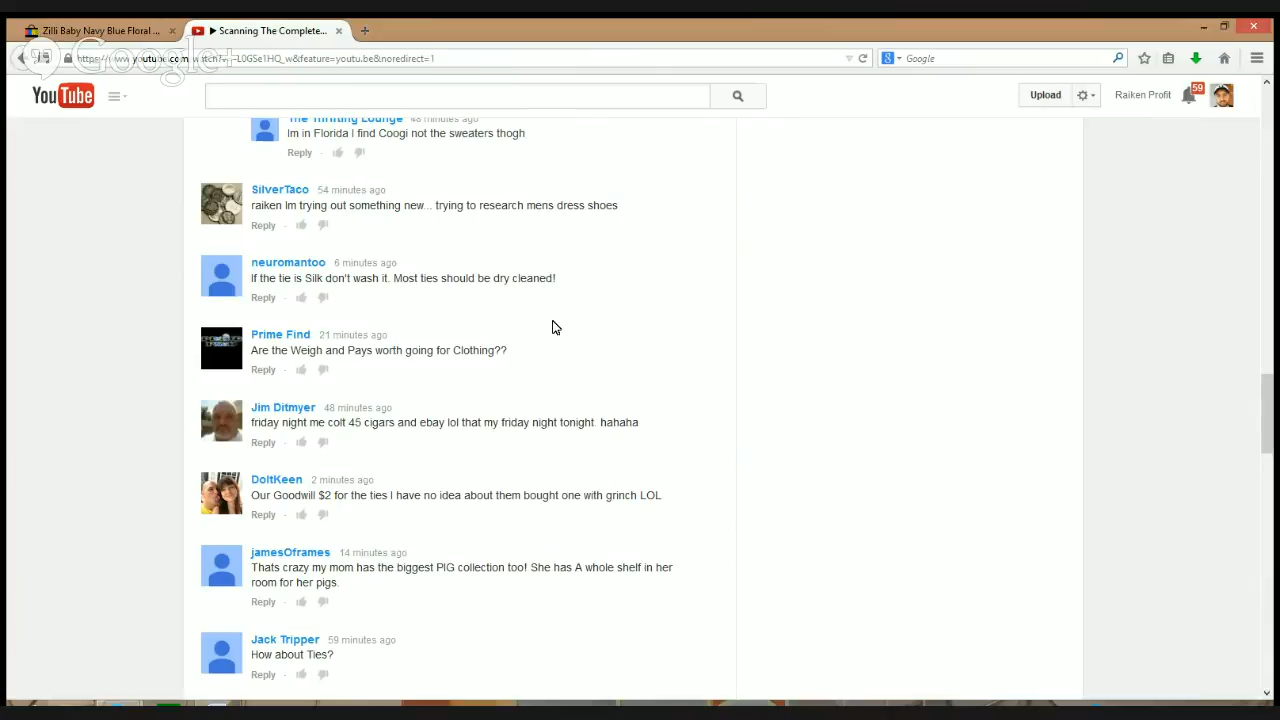 Zilli Baby Navy Blue Floral ...
Scanning The Complete...
Google+
youtube.com
L0GSe1HQ_w&feature=youtu.be&noredirect=1
Google
YouTube
Upload
Raiken Profit
59
The Thrifting Lounge 48 minutes ago
Im in Florida I find Coogi not the sweaters thogh
Reply
SilverTaco 54 minutes ago
raiken Im trying out something new... trying to research mens dress shoes
Reply
neuromantoo 6 minutes ago
If the tie is Silk don't wash it. Most ties should be dry cleaned!
Reply
Prime Find 21 minutes ago
Are the Weigh and Pays worth going for Clothing??
Reply
Jim Ditmyer 48 minutes ago
friday night me colt 45 cigars and ebay lol that my friday night tonight. hahaha
Reply
DoItKeen 2 minutes ago
Our Goodwill $2 for the ties I have no idea about them bought one with grinch LOL
Reply
jamesOframes 14 minutes ago
Thats crazy my mom has the biggest PIG collection too! She has A whole shelf in her
room for her pigs.
Reply
Jack Tripper 59 minutes ago
How about Ties?
Reply